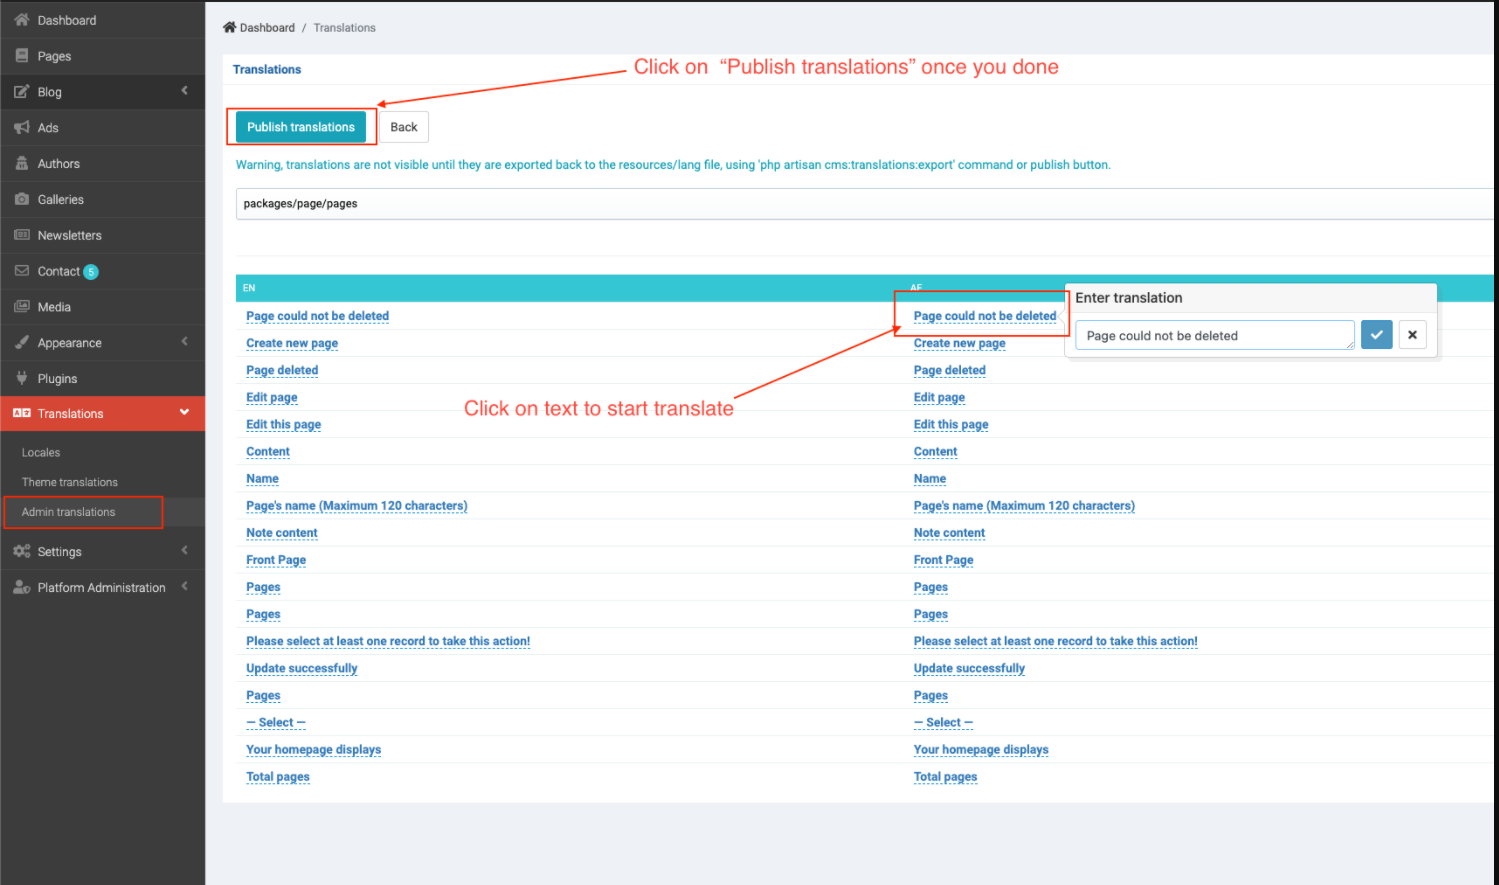 Dashboard
Pages
Blog
Ads
Authors
Galleries
Newsletters
Contact 5
Media
Appearance
Plugins
Translations
Locales
Theme translations
Admin translations
Settings
Platform Administration
Dashboard / Translations
Translations
Click on “Publish translations” once you done
Publish translations Back
Warning, translations are not visible until they are exported back to the resources/lang file, using 'php artisan cms:translations:export' command or publish button.
packages/page/pages
EN AF
Page could not be deleted Page could not be deleted
Enter translation
Page could not be deleted
Create new page Create new page
Page deleted Page deleted
Edit page Edit page
Click on text to start translate
Edit this page Edit this page
Content Content
Name Name
Page's name (Maximum 120 characters) Page's name (Maximum 120 characters)
Note content Note content
Front Page Front Page
Pages Pages
Pages Pages
Please select at least one record to take this action! Please select at least one record to take this action!
Update successfully Update successfully
Pages Pages
— Select — — Select —
Your homepage displays Your homepage displays
Total pages Total pages